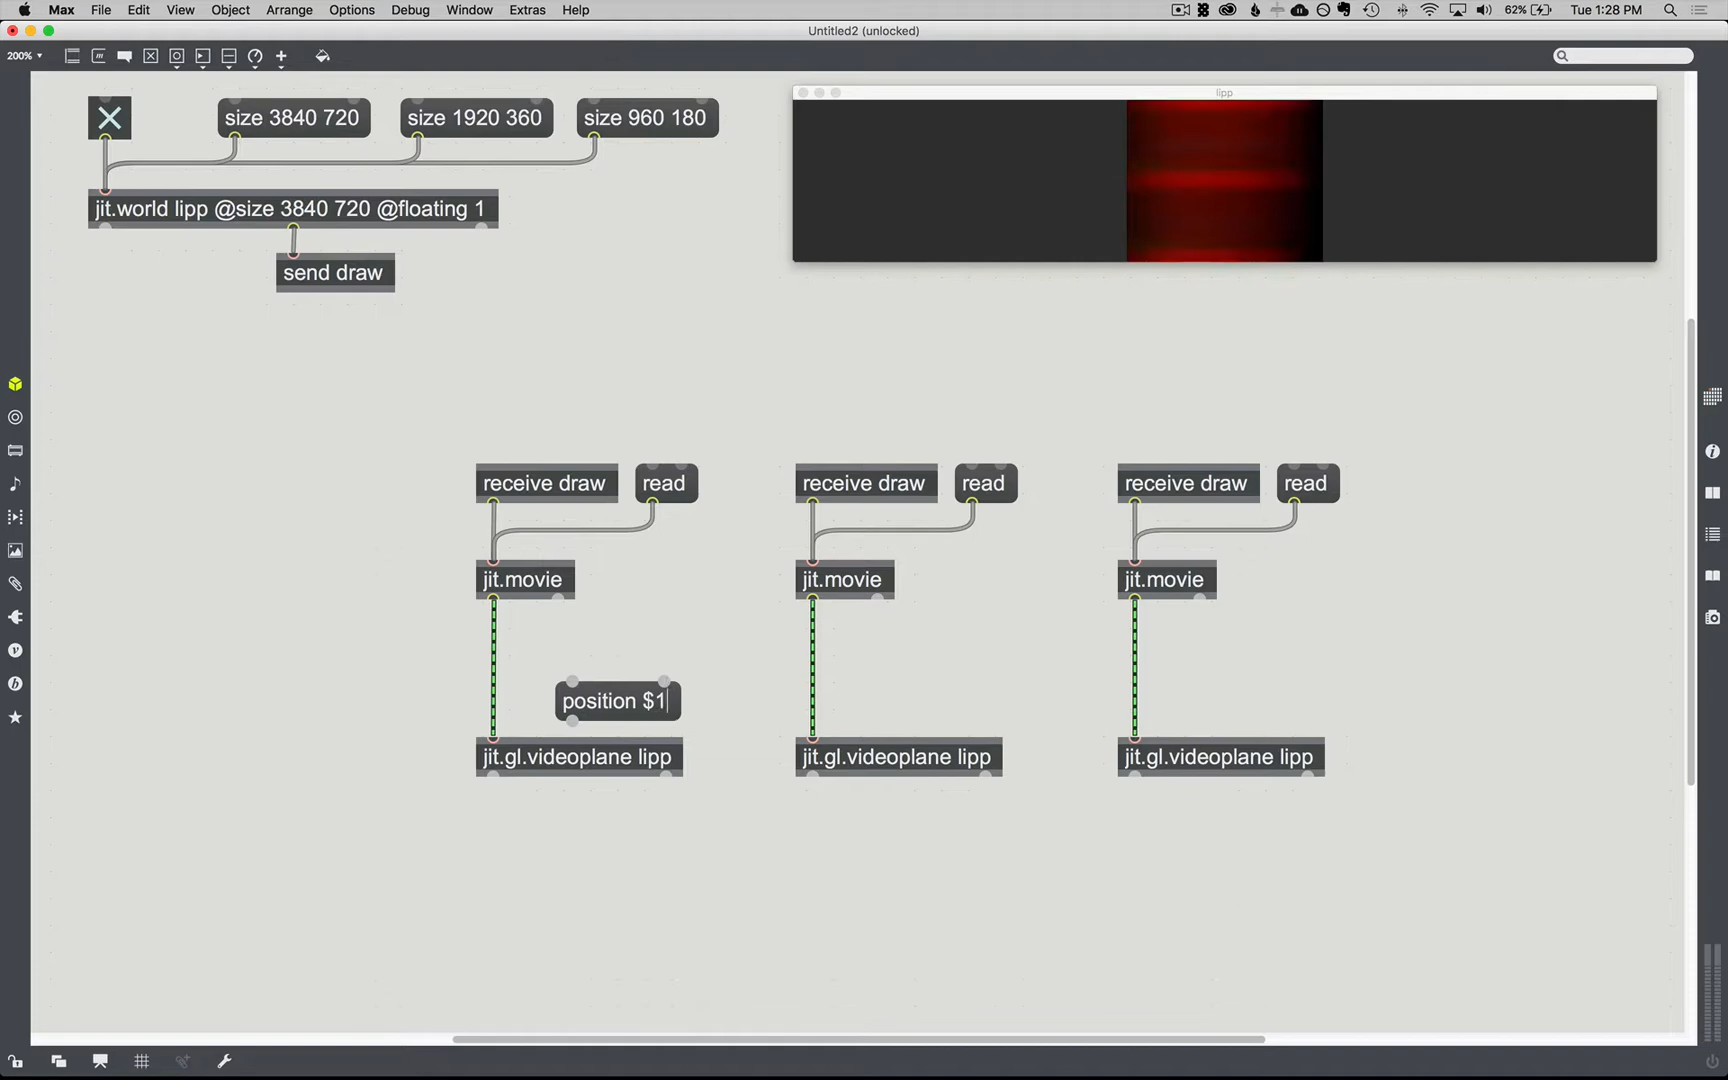 Max File Edit View Object Arrange Options Debug Window Extras Help 62% Tue 1:28 PM
Untitled2 (unlocked)
200%
size 3840 720 size 1920 360 size 960 180
lipp
jit.world lipp @size 3840 720 @floating 1
send draw
receive draw read receive draw read receive draw read
jit.movie jit.movie jit.movie
position $1
jit.gl.videoplane lipp jit.gl.videoplane lipp jit.gl.videoplane lipp